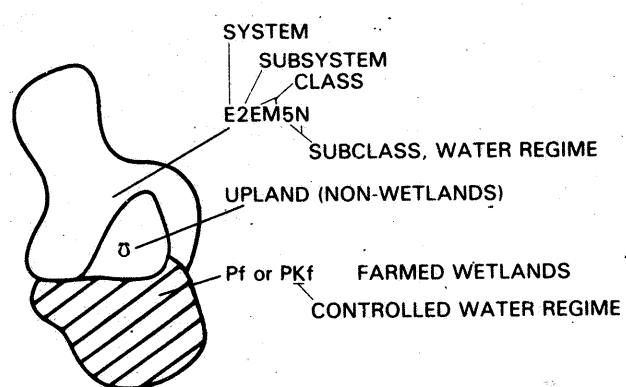 SYSTEM
SUBSYSTEM
CLASS
E2EM5N
SUBCLASS, WATER REGIME
UPLAND (NON-WETLANDS)
U
Pf or PKf FARMED WETLANDS
CONTROLLED WATER REGIME